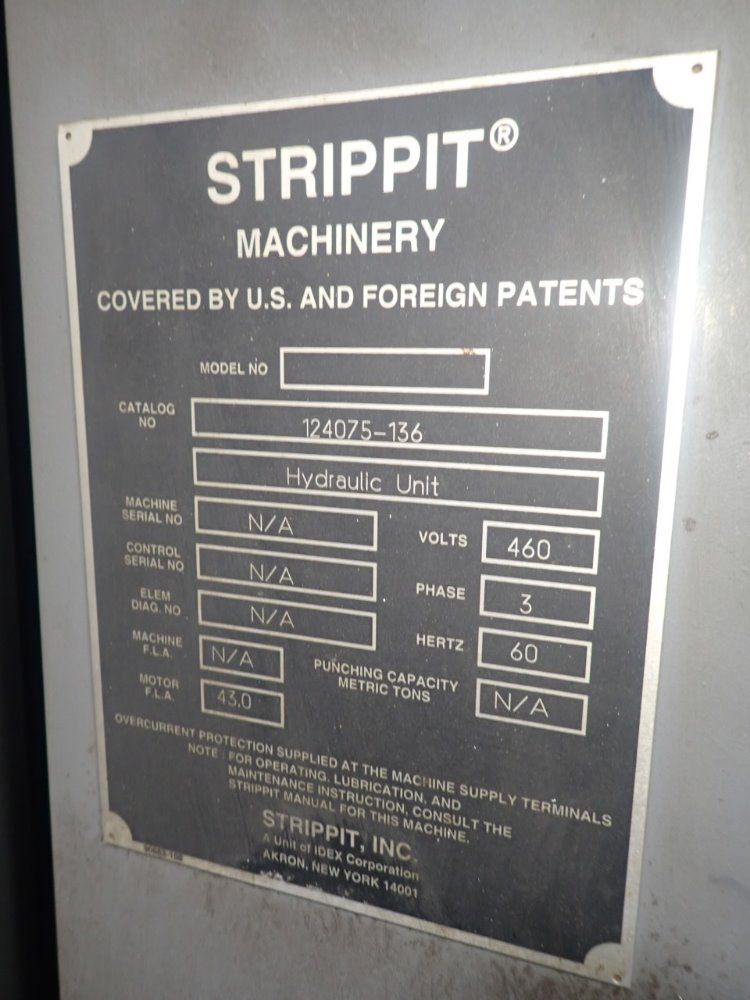 STRIPPIT®
MACHINERY
COVERED BY U.S. AND FOREIGN PATENTS
MODEL NO
CATALOG NO 124075-136
Hydraulic Unit
MACHINE SERIAL NO N/A
VOLTS 460
CONTROL SERIAL NO N/A
PHASE 3
ELEM DIAG. NO N/A
HERTZ 60
MACHINE F.L.A. N/A
PUNCHING CAPACITY METRIC TONS N/A
MOTOR F.L.A. 43.0
OVERCURRENT PROTECTION SUPPLIED AT THE MACHINE SUPPLY TERMINALS
NOTE: FOR OPERATING, LUBRICATION, AND
MAINTENANCE INSTRUCTION, CONSULT THE
STRIPPIT MANUAL FOR THIS MACHINE.
STRIPPIT, INC.
A Unit of IDEX Corporation
AKRON, NEW YORK 14001